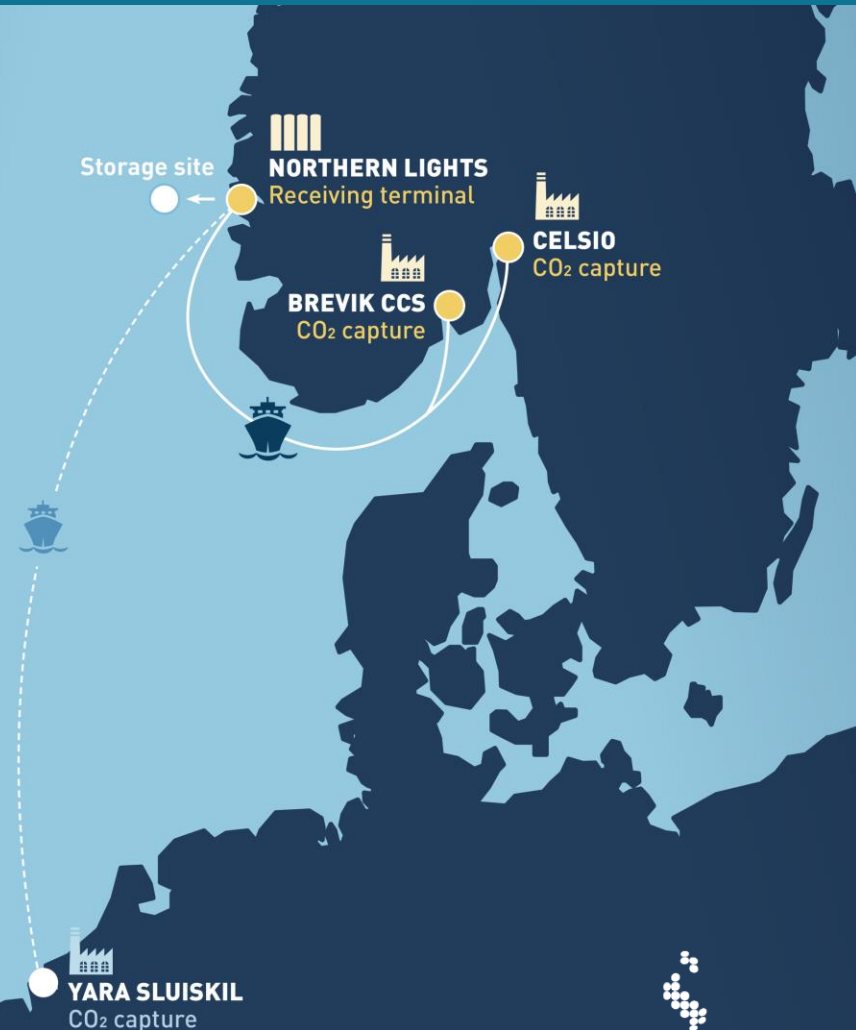 Storage site
NORTHERN LIGHTS
Receiving terminal
CELSIO
CO₂ capture
BREVIK CCS
CO₂ capture
YARA SLUISKIL
CO₂ capture